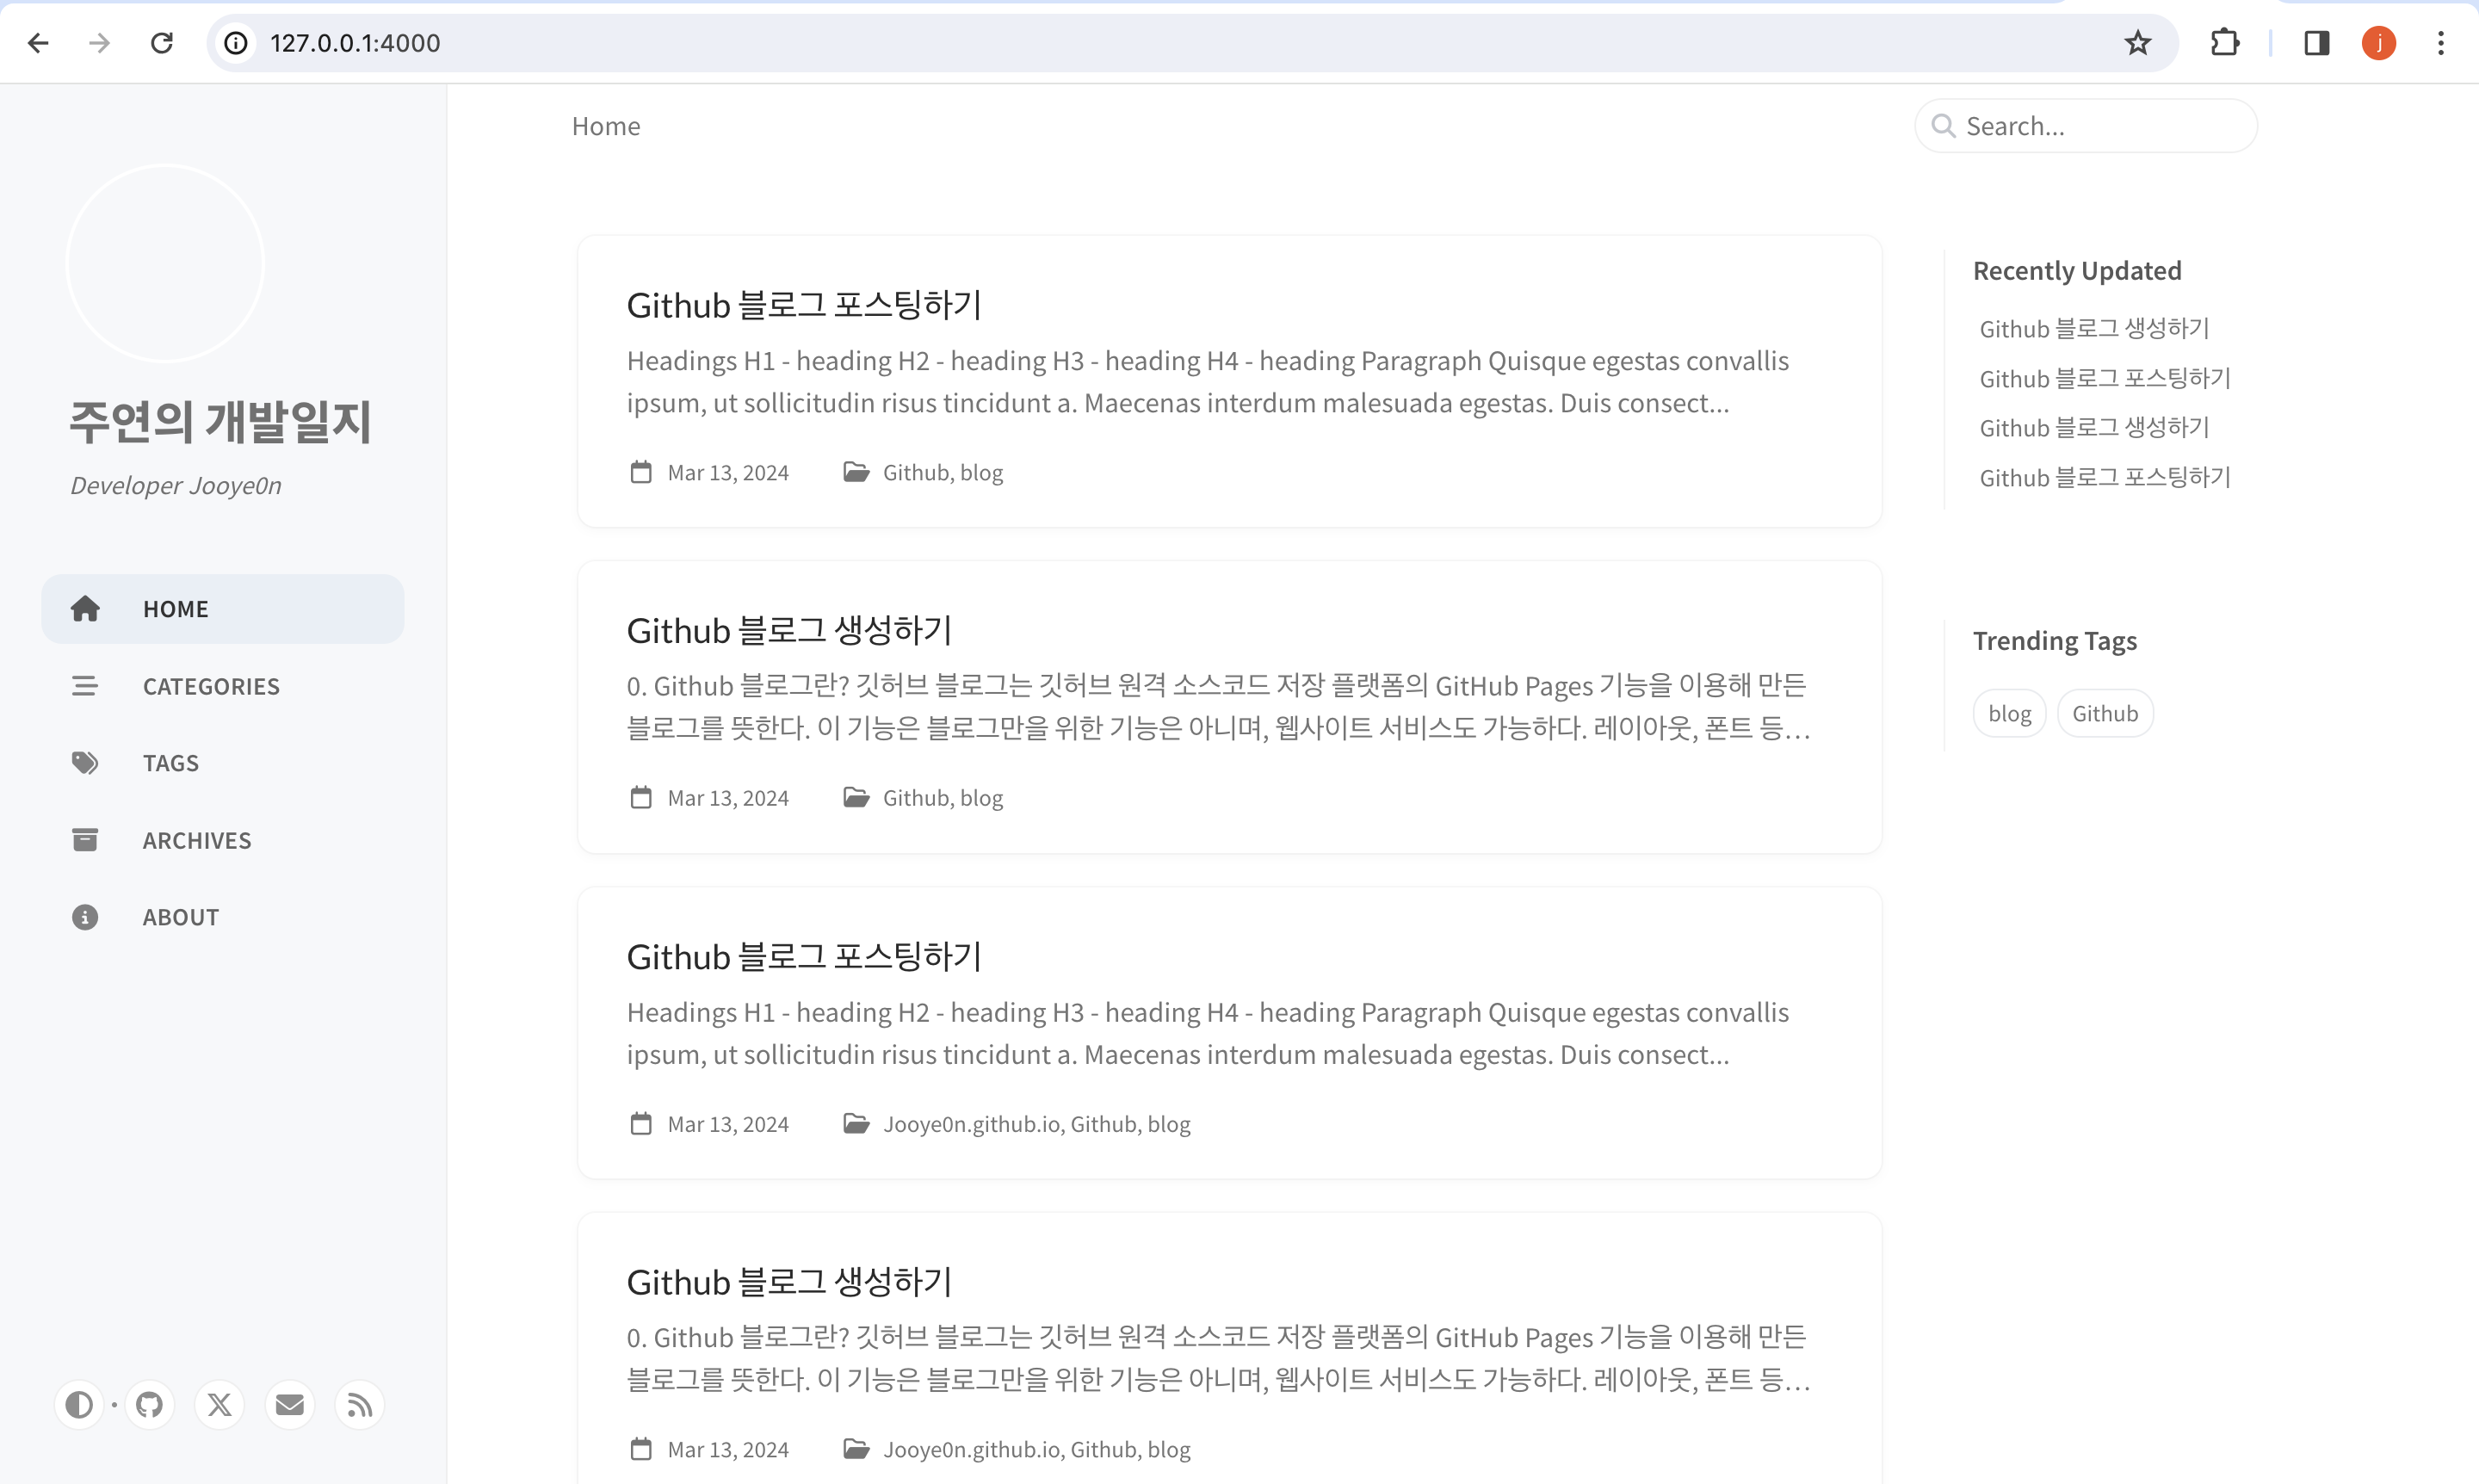 127.0.0.1:4000
j
주연의 개발일지
Developer Jooye0n
HOME
CATEGORIES
TAGS
ARCHIVES
ABOUT
Home
Search...
Github 블로그 포스팅하기
Headings H1 - heading H2 - heading H3 - heading H4 - heading Paragraph Quisque egestas convallis
ipsum, ut sollicitudin risus tincidunt a. Maecenas interdum malesuada egestas. Duis consect...
Mar 13, 2024 Github, blog
Github 블로그 생성하기
0. Github 블로그란? 깃허브 블로그는 깃허브 원격 소스코드 저장 플랫폼의 GitHub Pages 기능을 이용해 만든
블로그를 뜻한다. 이 기능은 블로그만을 위한 기능은 아니며, 웹사이트 서비스도 가능하다. 레이아웃, 폰트 등...
Mar 13, 2024 Github, blog
Github 블로그 포스팅하기
Headings H1 - heading H2 - heading H3 - heading H4 - heading Paragraph Quisque egestas convallis
ipsum, ut sollicitudin risus tincidunt a. Maecenas interdum malesuada egestas. Duis consect...
Mar 13, 2024 Jooye0n.github.io, Github, blog
Github 블로그 생성하기
0. Github 블로그란? 깃허브 블로그는 깃허브 원격 소스코드 저장 플랫폼의 GitHub Pages 기능을 이용해 만든
블로그를 뜻한다. 이 기능은 블로그만을 위한 기능은 아니며, 웹사이트 서비스도 가능하다. 레이아웃, 폰트 등...
Mar 13, 2024 Jooye0n.github.io, Github, blog
Recently Updated
Github 블로그 생성하기
Github 블로그 포스팅하기
Github 블로그 생성하기
Github 블로그 포스팅하기
Trending Tags
blog Github